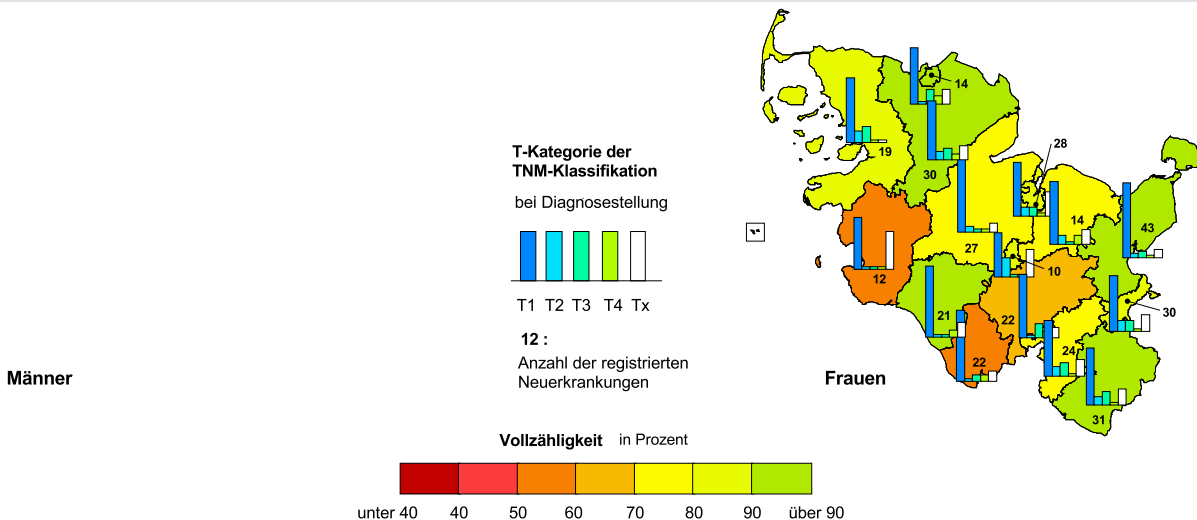 T-Kategorie der
TNM-Klassifikation
bei Diagnosestellung
T1 T2 T3 T4 Tx
12 :
Anzahl der registrierten
Neuerkrankungen
Männer
Frauen
14
19
30
28
14
43
27
10
12
30
21
22
24
22
31
Vollzähligkeit in Prozent
unter 40 40 50 60 70 80 90 über 90